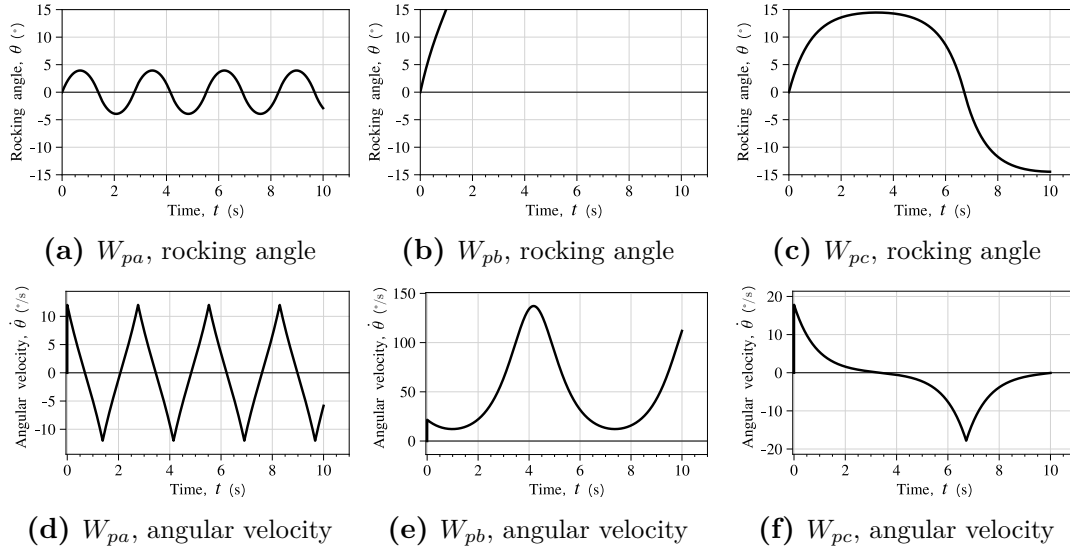 15
10
5
0
-5
-10
-15
Rocking angle, θ (°)
0 2 4 6 8 10
Time, t (s)
(a) W_pa, rocking angle
15
10
5
0
-5
-10
-15
Rocking angle, θ (°)
0 2 4 6 8 10
Time, t (s)
(b) W_pb, rocking angle
15
10
5
0
-5
-10
-15
Rocking angle, θ (°)
0 2 4 6 8 10
Time, t (s)
(c) W_pc, rocking angle
10
5
0
-5
-10
Angular velocity, θ̇ (°/s)
0 2 4 6 8 10
Time, t (s)
(d) W_pa, angular velocity
150
100
50
0
Angular velocity, θ̇ (°/s)
0 2 4 6 8 10
Time, t (s)
(e) W_pb, angular velocity
20
10
0
-10
-20
Angular velocity, θ̇ (°/s)
0 2 4 6 8 10
Time, t (s)
(f) W_pc, angular velocity